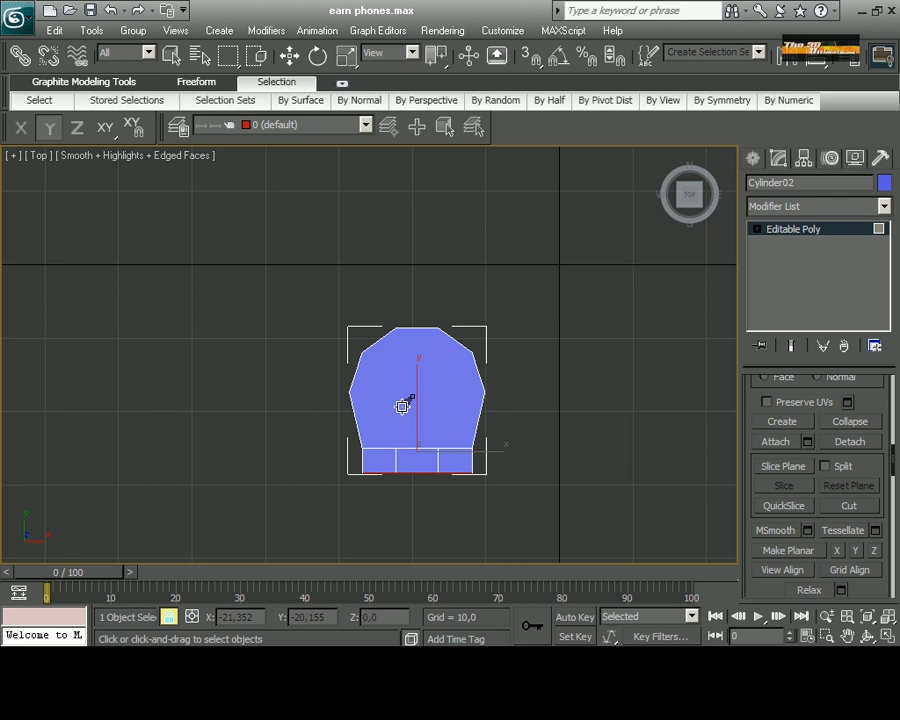 earn phones.max
Type a keyword or phrase
Edit Tools Group Views Create Modifiers Animation Graph Editors Rendering Customize MAXScript Help
All View Create Selection Se
Graphite Modeling Tools Freeform Selection
Select Stored Selections Selection Sets By Surface By Normal By Perspective By Random By Half By Pivot Dist By View By Symmetry By Numeric
X Y Z XY XY 0 (default)
[ + ] [ Top ] [ Smooth + Highlights + Edged Faces ]
TOP
Cylinder02
Modifier List
Editable Poly
Face Normal
Preserve UVs
Create Collapse
Attach Detach
Slice Plane Split
Slice Reset Plane
QuickSlice Cut
MSmooth Tessellate
Make Planar X Y Z
View Align Grid Align
Relax
y
x
y
0 / 100
0 10 20 30 40 50 60 70 80 90 100
1 Object Sele X: -21,352 Y: -20,155 Z: 0,0 Grid = 10,0 Auto Key Selected
Welcome to M Click or click-and-drag to select objects Add Time Tag Set Key Key Filters... 0